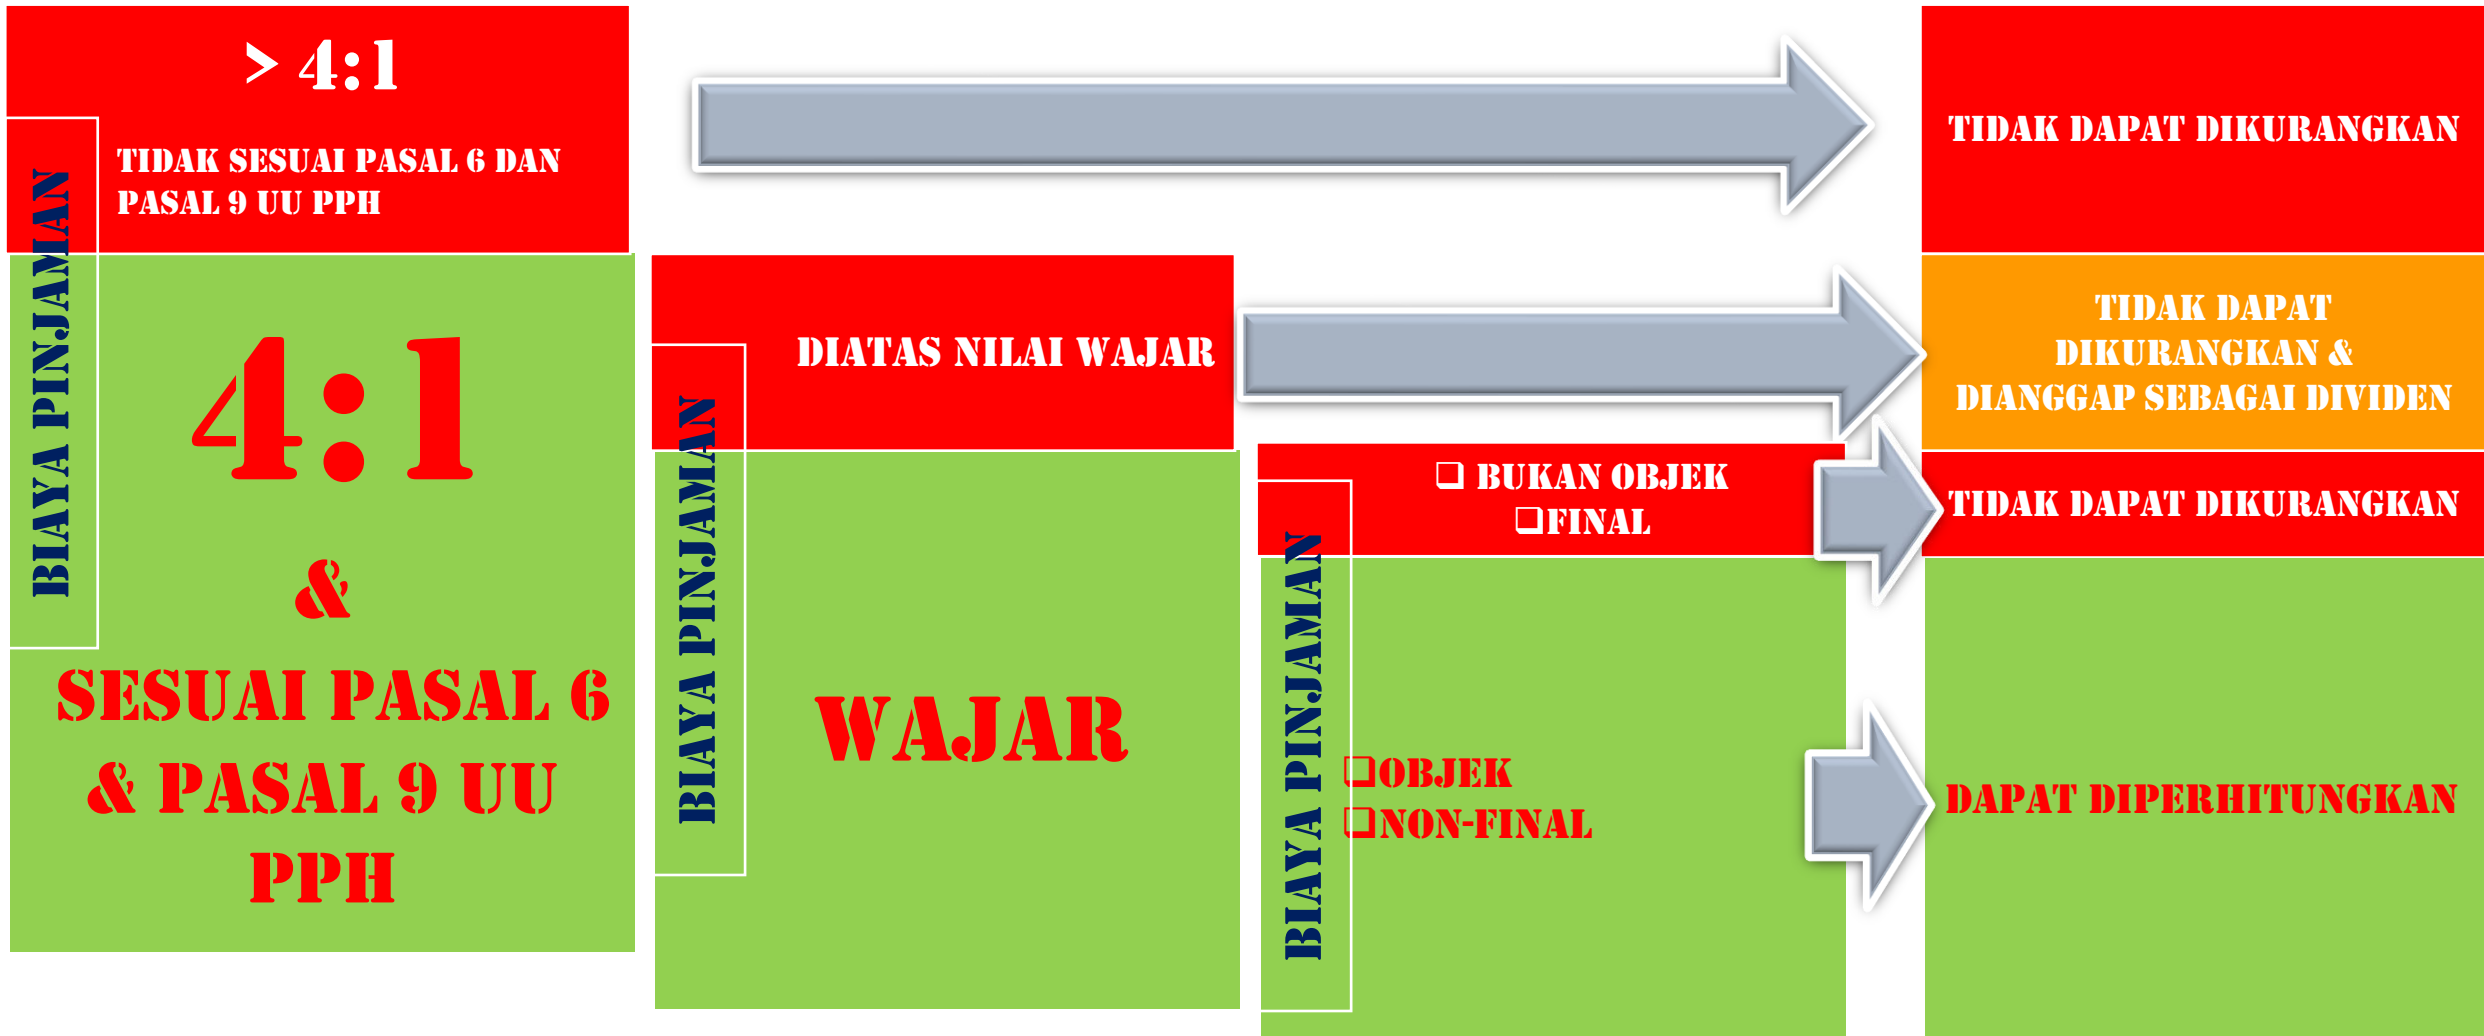 > 4:1
TIDAK SESUAI PASAL 6 DAN
PASAL 9 UU PPH
BIAYA PINJAMAN
4:1
&
SESUAI PASAL 6
& PASAL 9 UU
PPH
DIATAS NILAI WAJAR
BIAYA PINJAMAN
WAJAR
❑ BUKAN OBJEK
❑FINAL
BIAYA PINJAMAN
❑OBJEK
❑NON-FINAL
TIDAK DAPAT DIKURANGKAN
TIDAK DAPAT
DIKURANGKAN &
DIANGGAP SEBAGAI DIVIDEN
TIDAK DAPAT DIKURANGKAN
DAPAT DIPERHITUNGKAN